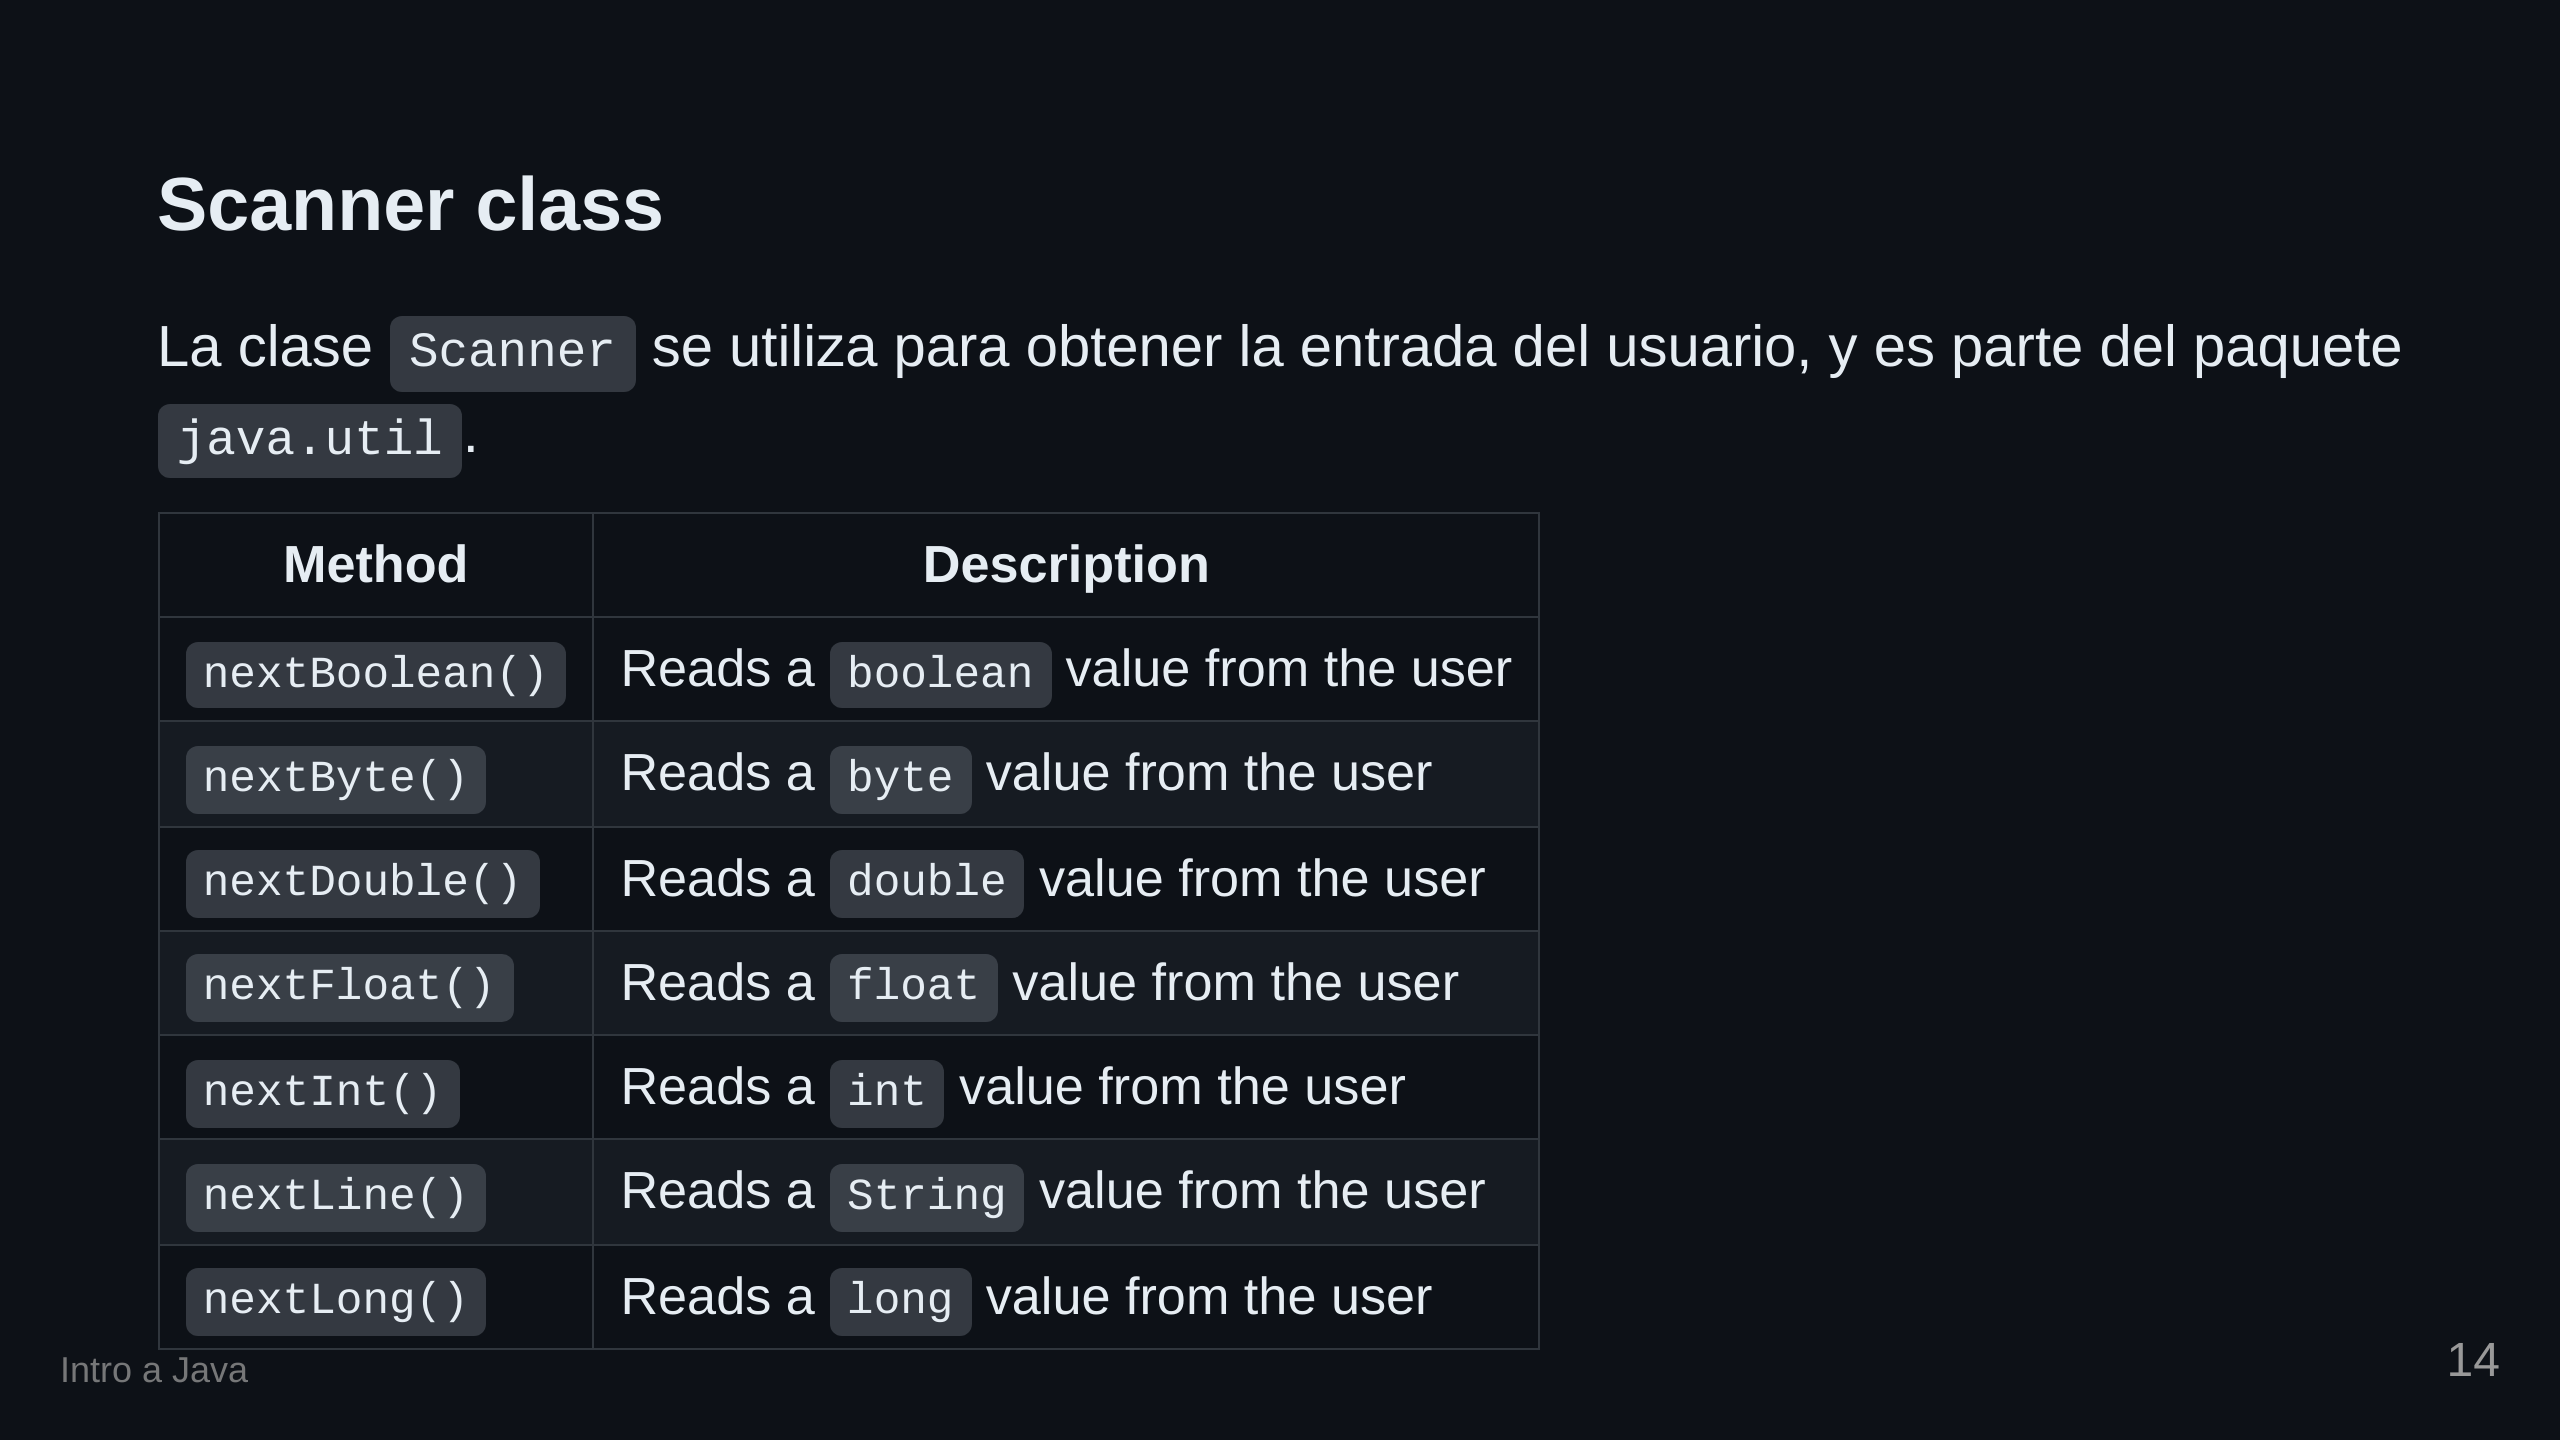 Scanner class
La clase Scanner se utiliza para obtener la entrada del usuario, y es parte del paquete
java.util.
Method Description
nextBoolean() Reads a boolean value from the user
nextByte() Reads a byte value from the user
nextDouble() Reads a double value from the user
nextFloat() Reads a float value from the user
nextInt() Reads a int value from the user
nextLine() Reads a String value from the user
nextLong() Reads a long value from the user
Intro a Java
14